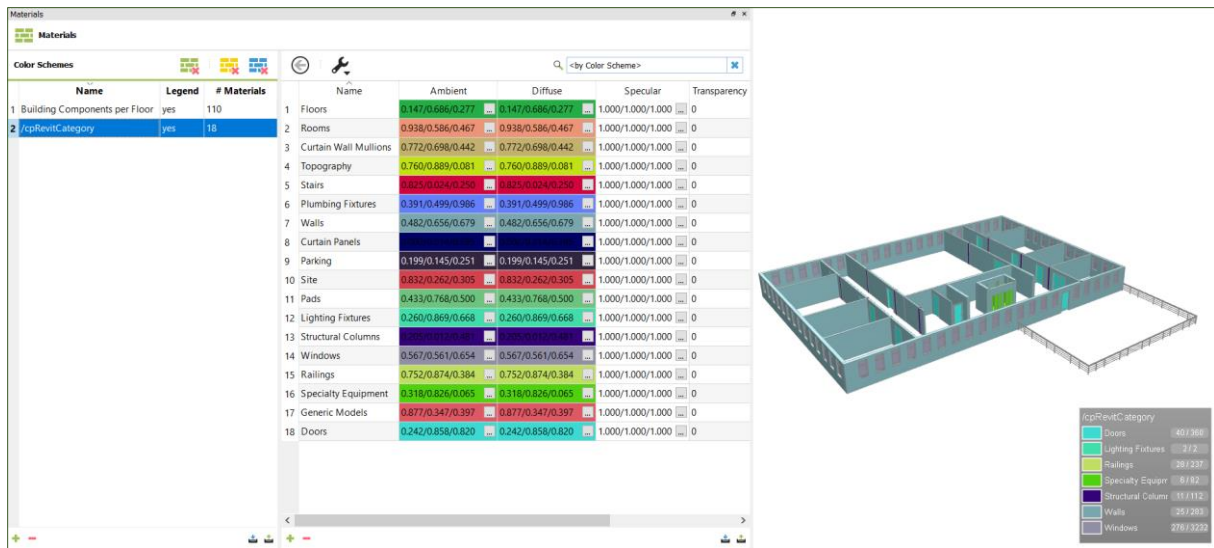 Materials
Materials
Color Schemes
<by Color Scheme>
Name Legend # Materials
1 Building Components per Floor yes 110
2 /cpRevitCategory yes 18
Name Ambient Diffuse Specular Transparency
1 Floors 0.147/0.686/0.277 ... 0.147/0.686/0.277 ... 1.000/1.000/1.000 ... 0
2 Rooms 0.938/0.586/0.467 ... 0.938/0.586/0.467 ... 1.000/1.000/1.000 ... 0
3 Curtain Wall Mullions 0.772/0.698/0.442 ... 0.772/0.698/0.442 ... 1.000/1.000/1.000 ... 0
4 Topography 0.760/0.889/0.081 ... 0.760/0.889/0.081 ... 1.000/1.000/1.000 ... 0
5 Stairs 0.825/0.024/0.250 ... 0.825/0.024/0.250 ... 1.000/1.000/1.000 ... 0
6 Plumbing Fixtures 0.391/0.499/0.986 ... 0.391/0.499/0.986 ... 1.000/1.000/1.000 ... 0
7 Walls 0.482/0.656/0.679 ... 0.482/0.656/0.679 ... 1.000/1.000/1.000 ... 0
8 Curtain Panels ... ... 1.000/1.000/1.000 ... 0
9 Parking 0.199/0.145/0.251 ... 0.199/0.145/0.251 ... 1.000/1.000/1.000 ... 0
10 Site 0.832/0.262/0.305 ... 0.832/0.262/0.305 ... 1.000/1.000/1.000 ... 0
11 Pads 0.433/0.768/0.500 ... 0.433/0.768/0.500 ... 1.000/1.000/1.000 ... 0
12 Lighting Fixtures 0.260/0.869/0.668 ... 0.260/0.869/0.668 ... 1.000/1.000/1.000 ... 0
13 Structural Columns ... ... 1.000/1.000/1.000 ... 0
14 Windows 0.567/0.561/0.654 ... 0.567/0.561/0.654 ... 1.000/1.000/1.000 ... 0
15 Railings 0.752/0.874/0.384 ... 0.752/0.874/0.384 ... 1.000/1.000/1.000 ... 0
16 Specialty Equipment 0.318/0.826/0.065 ... 0.318/0.826/0.065 ... 1.000/1.000/1.000 ... 0
17 Generic Models 0.877/0.347/0.397 ... 0.877/0.347/0.397 ... 1.000/1.000/1.000 ... 0
18 Doors 0.242/0.858/0.820 ... 0.242/0.858/0.820 ... 1.000/1.000/1.000 ... 0
/cpRevitCategory
Doors 40 / 368
Lighting Fixtures 2 / 2
Railings 28 / 237
Specialty Equipr 8 / 82
Structural Column 11 / 112
Walls 25 / 283
Windows 276 / 3232